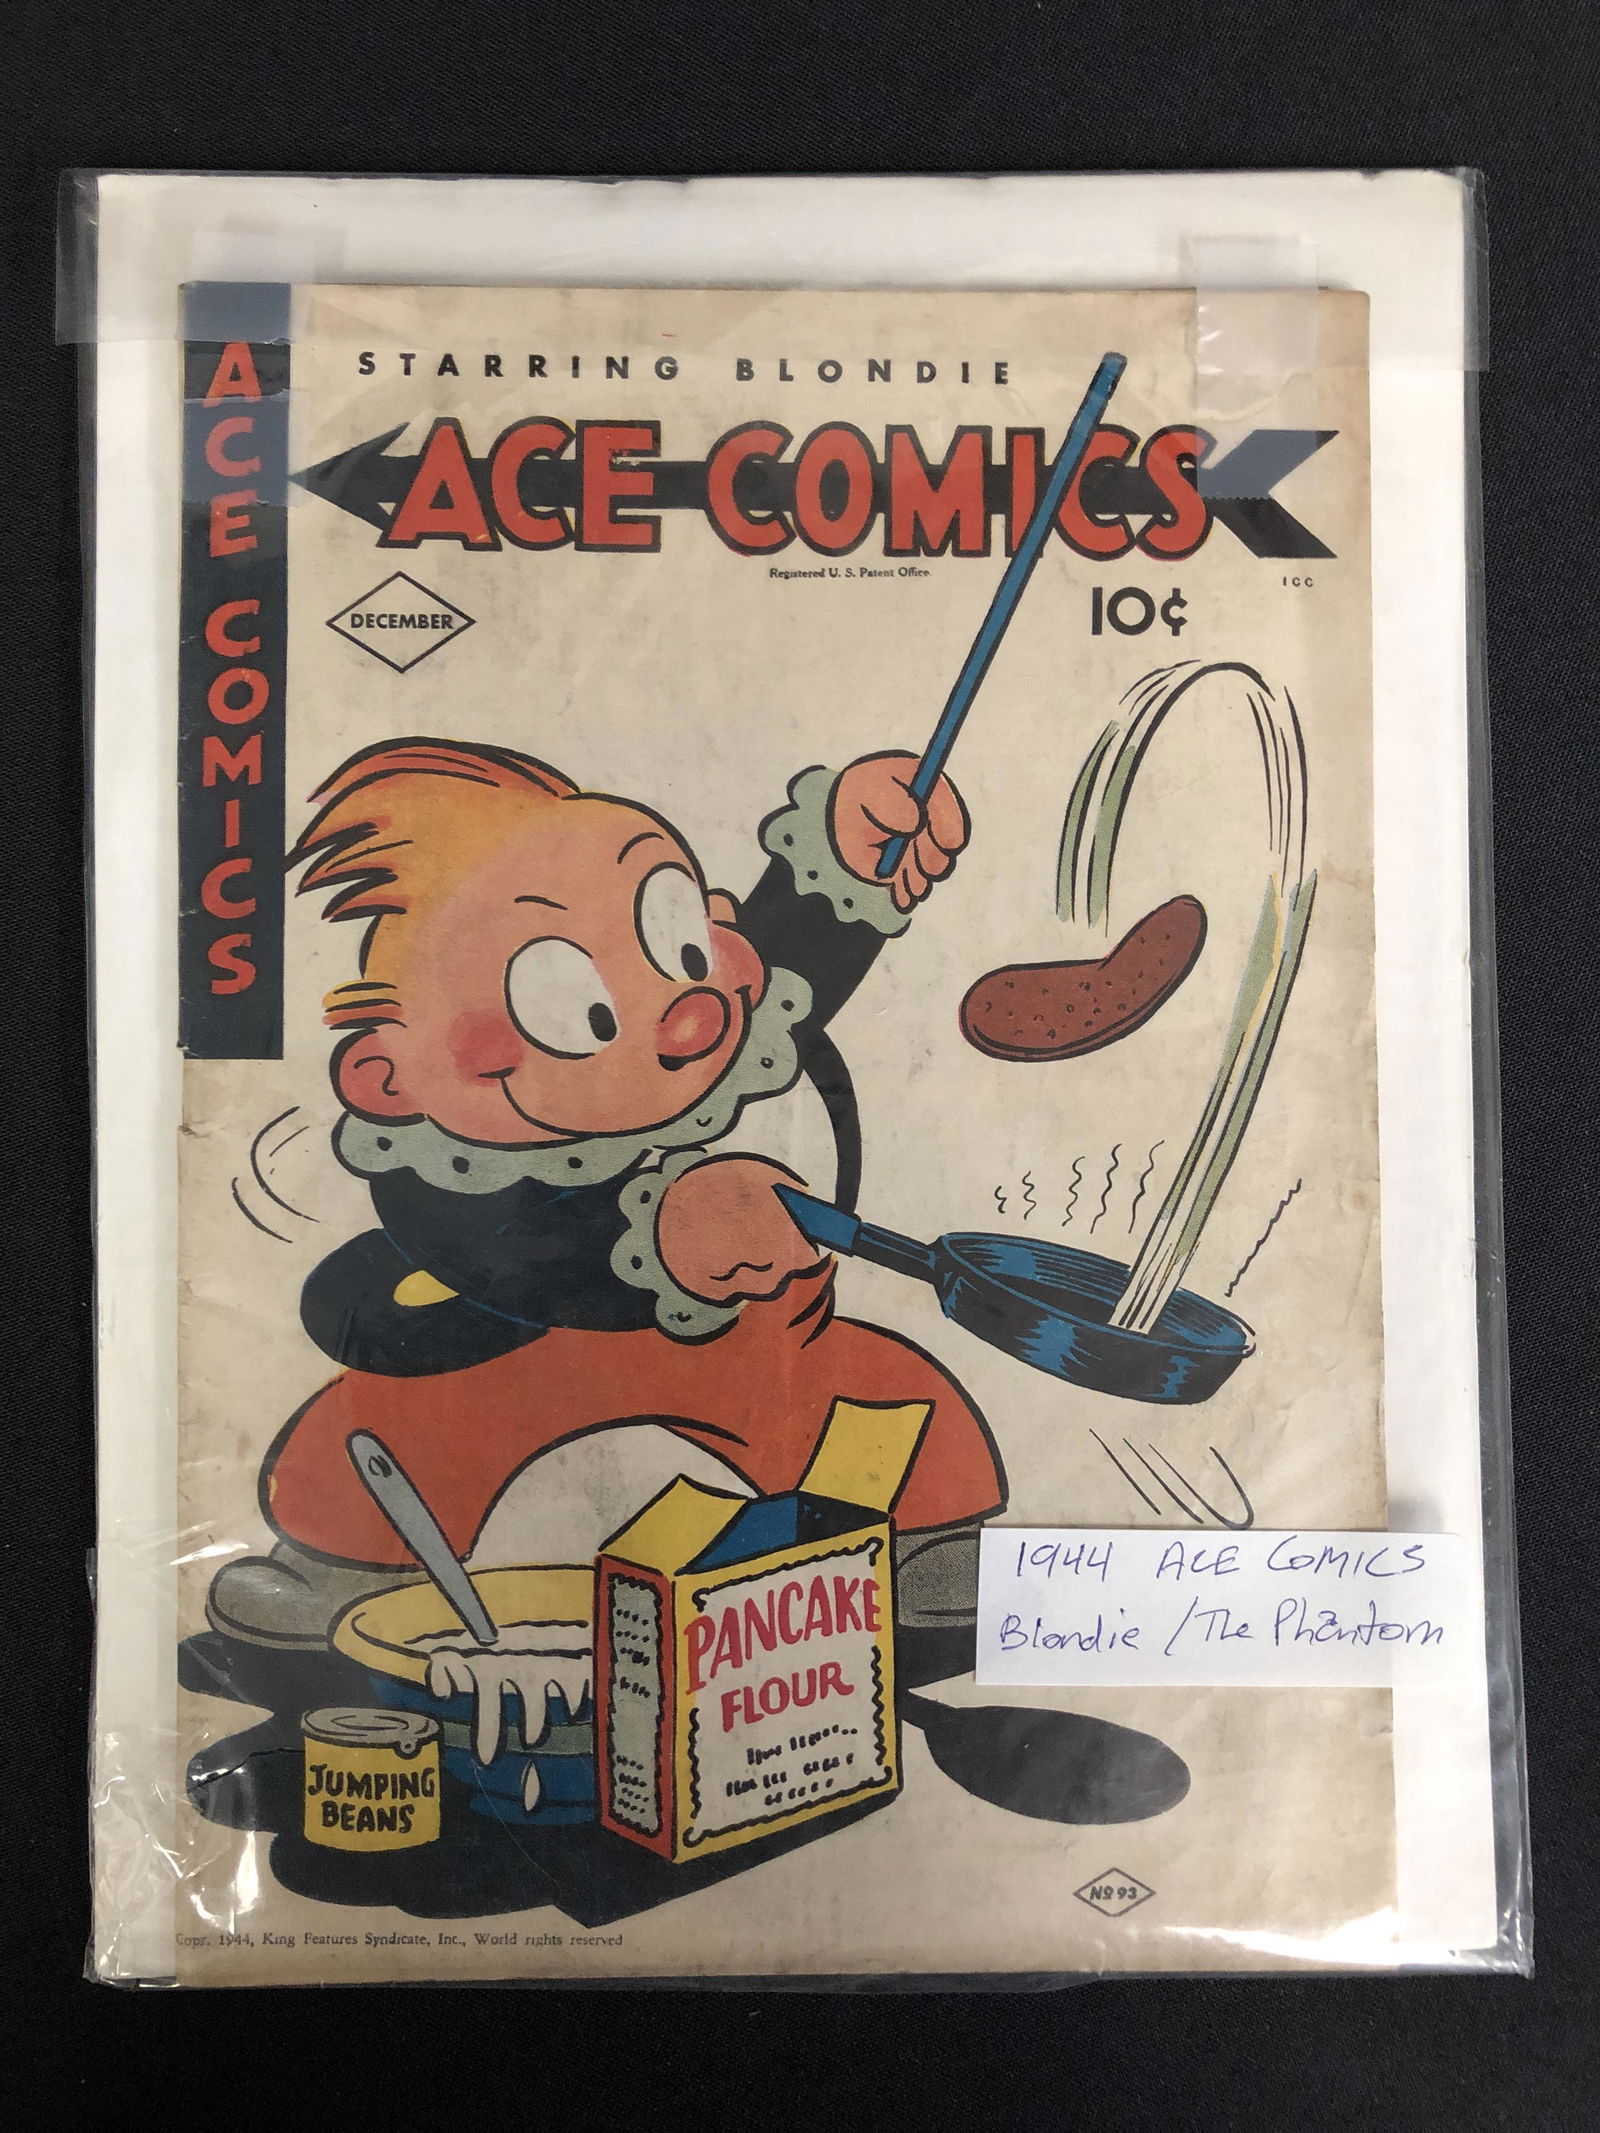 STARRING BLONDIE
ACE COMICS
ACE COMICS
Registered U. S. Patent Office.
ICC
10¢
DECEMBER
1944 ACE COMICS
Blondie / The Phantom
PANCAKE
FLOUR
JUMPING
BEANS
Nº 93
Copr. 1944, King Features Syndicate, Inc., World rights reserved